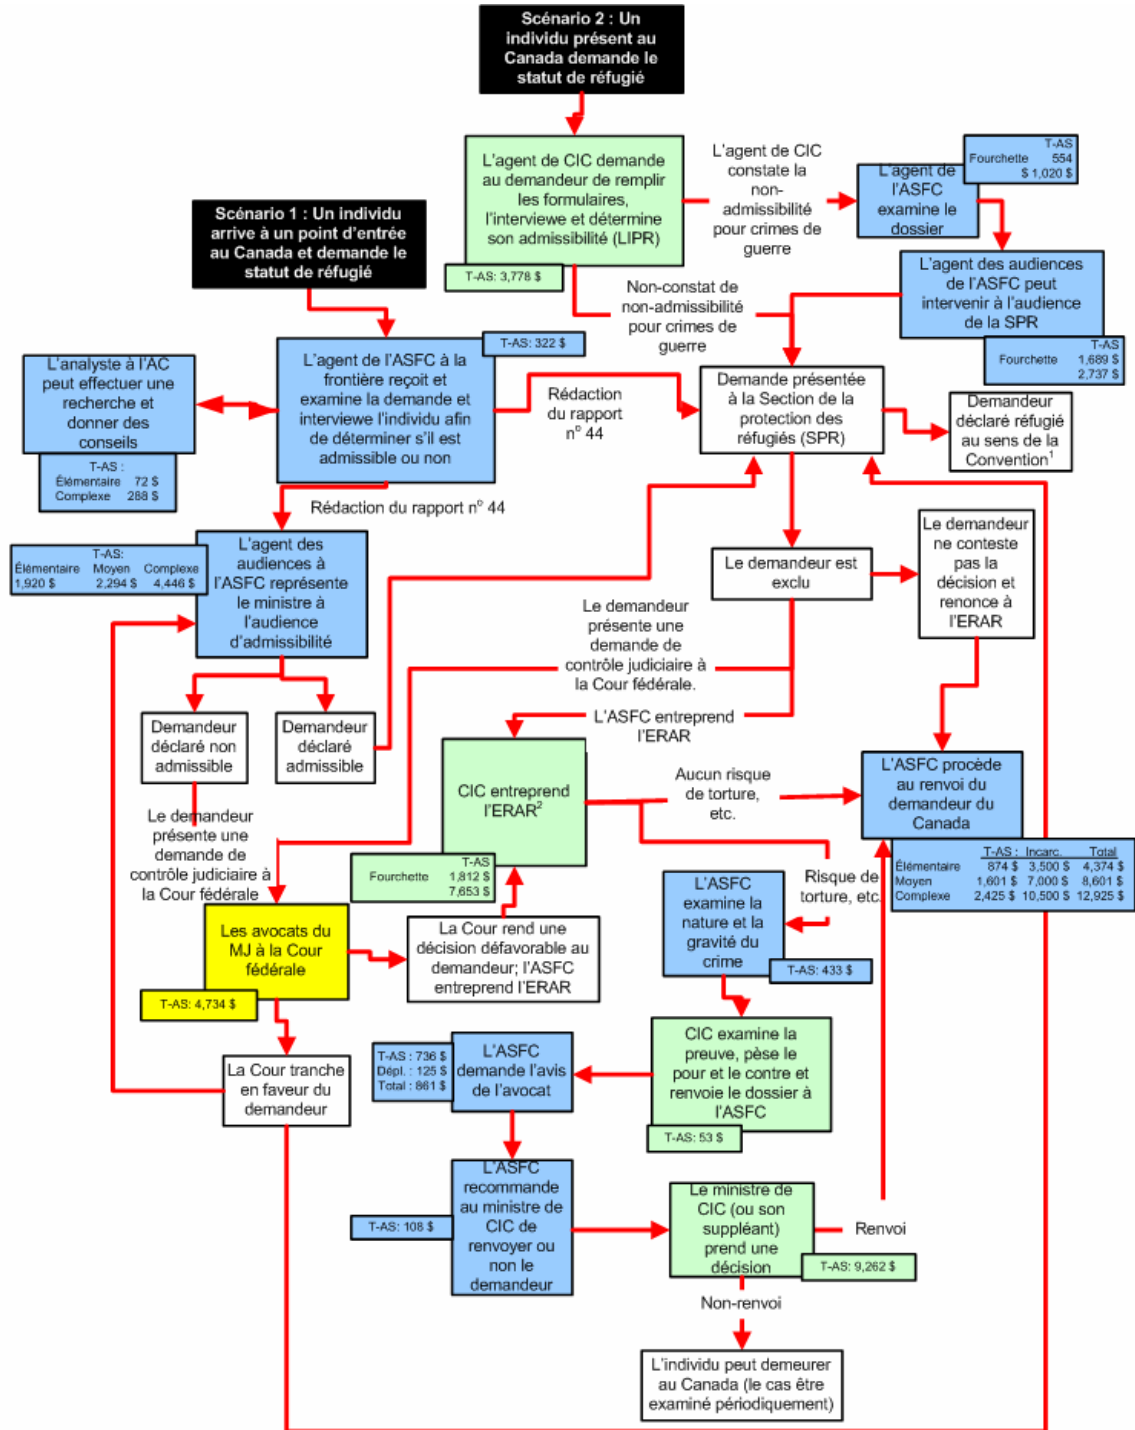 Scénario 2 : Un
individu présent au
Canada demande le
statut de réfugié
L'agent de CIC demande
au demandeur de remplir
les formulaires,
l'interviewe et détermine
son admissibilité (LIPR)
T-AS: 3,778 $
L'agent de CIC
constate la
non-
admissibilité
pour crimes de
guerre
T-AS
Fourchette 554
$ 1,020 $
L'agent de
l'ASFC
examine le
dossier
Scénario 1 : Un individu
arrive à un point d'entrée
au Canada et demande le
statut de réfugié
L'agent des audiences
de l'ASFC peut
intervenir à l'audience
de la SPR
T-AS
Fourchette 1,689 $
2,737 $
Non-constat de
non-admissibilité
pour crimes de
guerre
T-AS: 322 $
L'analyste à l'AC
peut effectuer une
recherche et
donner des
conseils
T-AS :
Élémentaire 72 $
Complexe 288 $
L'agent de l'ASFC à la
frontière reçoit et
examine la demande et
interviewe l'individu afin
de déterminer s'il est
admissible ou non
Rédaction
du rapport
nº 44
Demande présentée
à la Section de la
protection des
réfugiés (SPR)
Demandeur
déclaré réfugié
au sens de la
Convention¹
Rédaction du rapport nº 44
T-AS:
Élémentaire Moyen Complexe
1,920 $ 2,294 $ 4,446 $
L'agent des
audiences à
l'ASFC représente
le ministre à
l'audience
d'admissibilité
Le demandeur est
exclu
Le demandeur
ne conteste
pas la
décision et
renonce à
l'ERAR
Le demandeur
présente une
demande de
contrôle judiciaire à
la Cour fédérale.
L'ASFC entreprend
l'ERAR
Demandeur
déclaré non
admissible
Demandeur
déclaré
admissible
CIC entreprend
l'ERAR²
T-AS
Fourchette 1,812 $
7,653 $
Aucun risque
de torture,
etc.
L'ASFC procède
au renvoi du
demandeur du
Canada
T-AS : Incarc. Total
Élémentaire 874 $ 3,500 $ 4,374 $
Moyen 1,601 $ 7,000 $ 8,601 $
Complexe 2,425 $ 10,500 $ 12,925 $
Le demandeur
présente une
demande de
contrôle judiciaire à
la Cour fédérale
Risque de
torture, etc.
L'ASFC
examine la
nature et la
gravité du
crime
T-AS: 433 $
Les avocats du
MJ à la Cour
fédérale
T-AS: 4,734 $
La Cour rend une
décision défavorable au
demandeur; l'ASFC
entreprend l'ERAR
CIC examine la
preuve, pèse le
pour et le contre et
renvoie le dossier à
l'ASFC
T-AS: 53 $
T-AS : 736 $
Dépl. : 125 $
Total : 861 $
L'ASFC
demande l'avis
de l'avocat
La Cour tranche
en faveur du
demandeur
L'ASFC
recommande
au ministre de
CIC de
renvoyer ou
non le
demandeur
T-AS: 108 $
Le ministre de
CIC (ou son
suppléant)
prend une
décision
T-AS: 9,262 $
Renvoi
Non-renvoi
L'individu peut demeurer
au Canada (le cas être
examiné périodiquement)